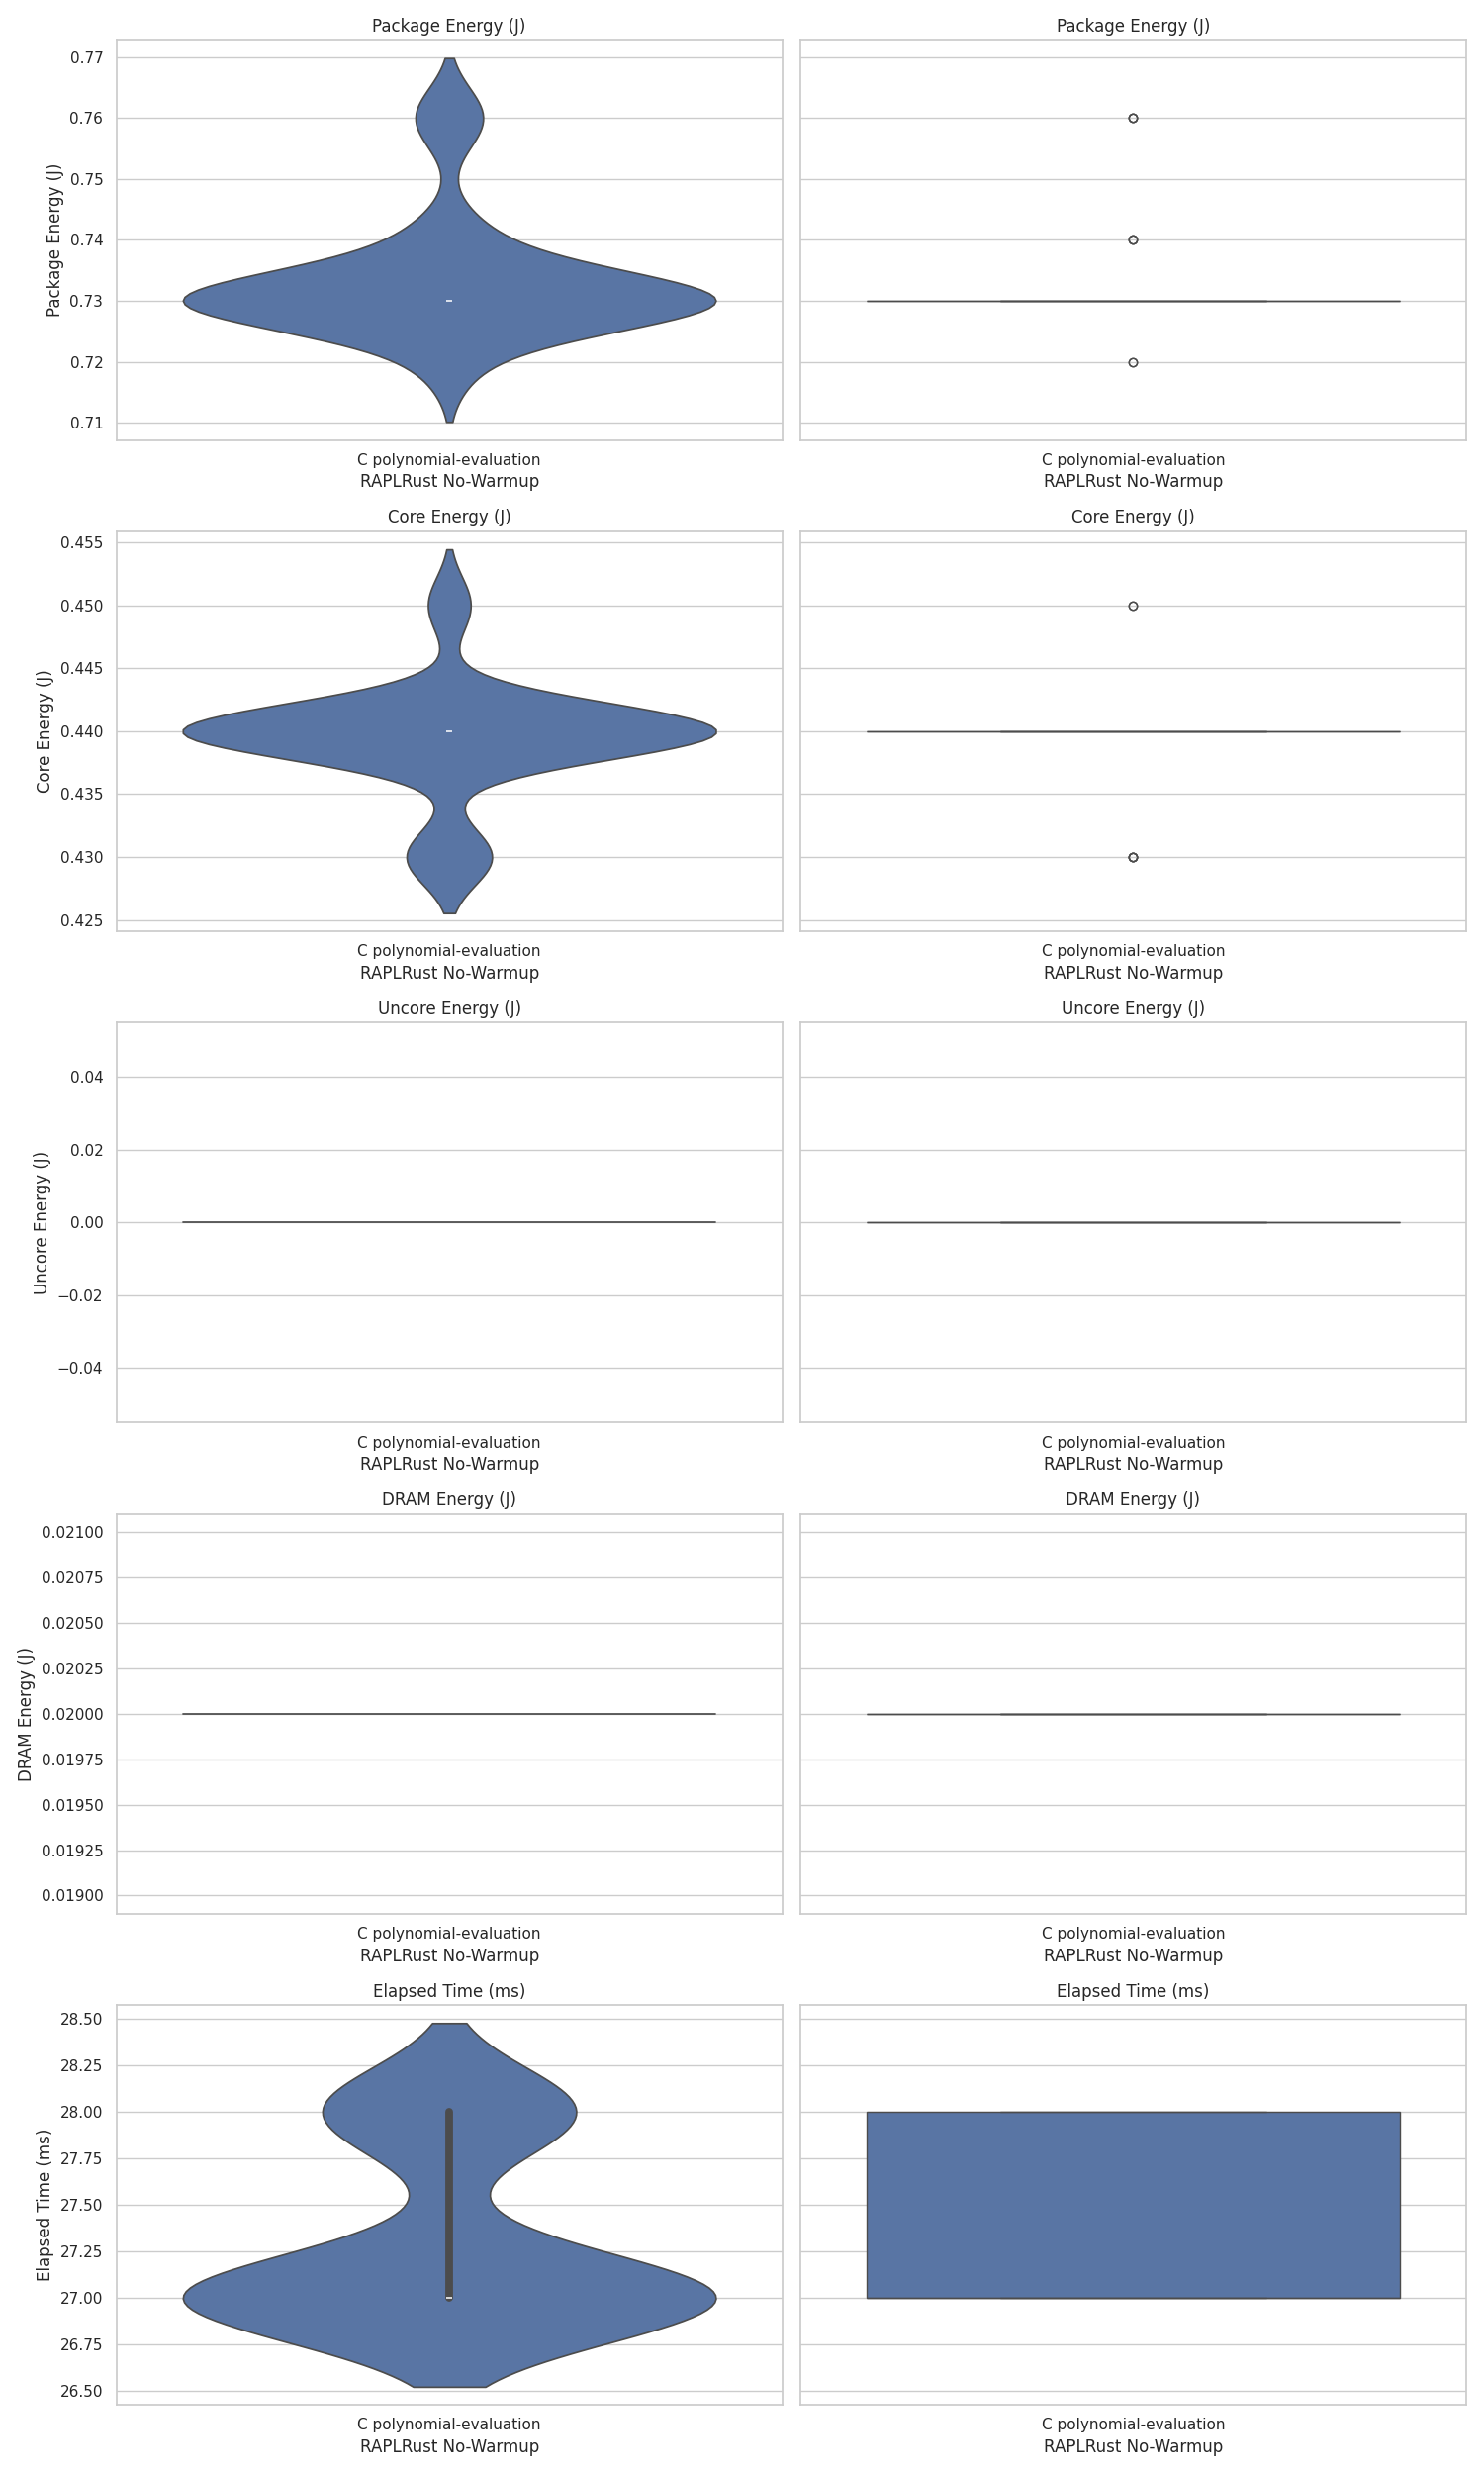 Package Energy (J)
Package Energy (J)
0.77
0.76
0.75
0.74
0.73
0.72
0.71
Package Energy (J)
C polynomial-evaluation
C polynomial-evaluation
RAPLRust No-Warmup
RAPLRust No-Warmup
Core Energy (J)
Core Energy (J)
0.455
0.450
0.445
0.440
0.435
0.430
0.425
Core Energy (J)
C polynomial-evaluation
C polynomial-evaluation
RAPLRust No-Warmup
RAPLRust No-Warmup
Uncore Energy (J)
Uncore Energy (J)
0.04
0.02
0.00
−0.02
−0.04
Uncore Energy (J)
C polynomial-evaluation
C polynomial-evaluation
RAPLRust No-Warmup
RAPLRust No-Warmup
DRAM Energy (J)
DRAM Energy (J)
0.02100
0.02075
0.02050
0.02025
0.02000
0.01975
0.01950
0.01925
0.01900
DRAM Energy (J)
C polynomial-evaluation
C polynomial-evaluation
RAPLRust No-Warmup
RAPLRust No-Warmup
Elapsed Time (ms)
Elapsed Time (ms)
28.50
28.25
28.00
27.75
27.50
27.25
27.00
26.75
26.50
Elapsed Time (ms)
C polynomial-evaluation
C polynomial-evaluation
RAPLRust No-Warmup
RAPLRust No-Warmup